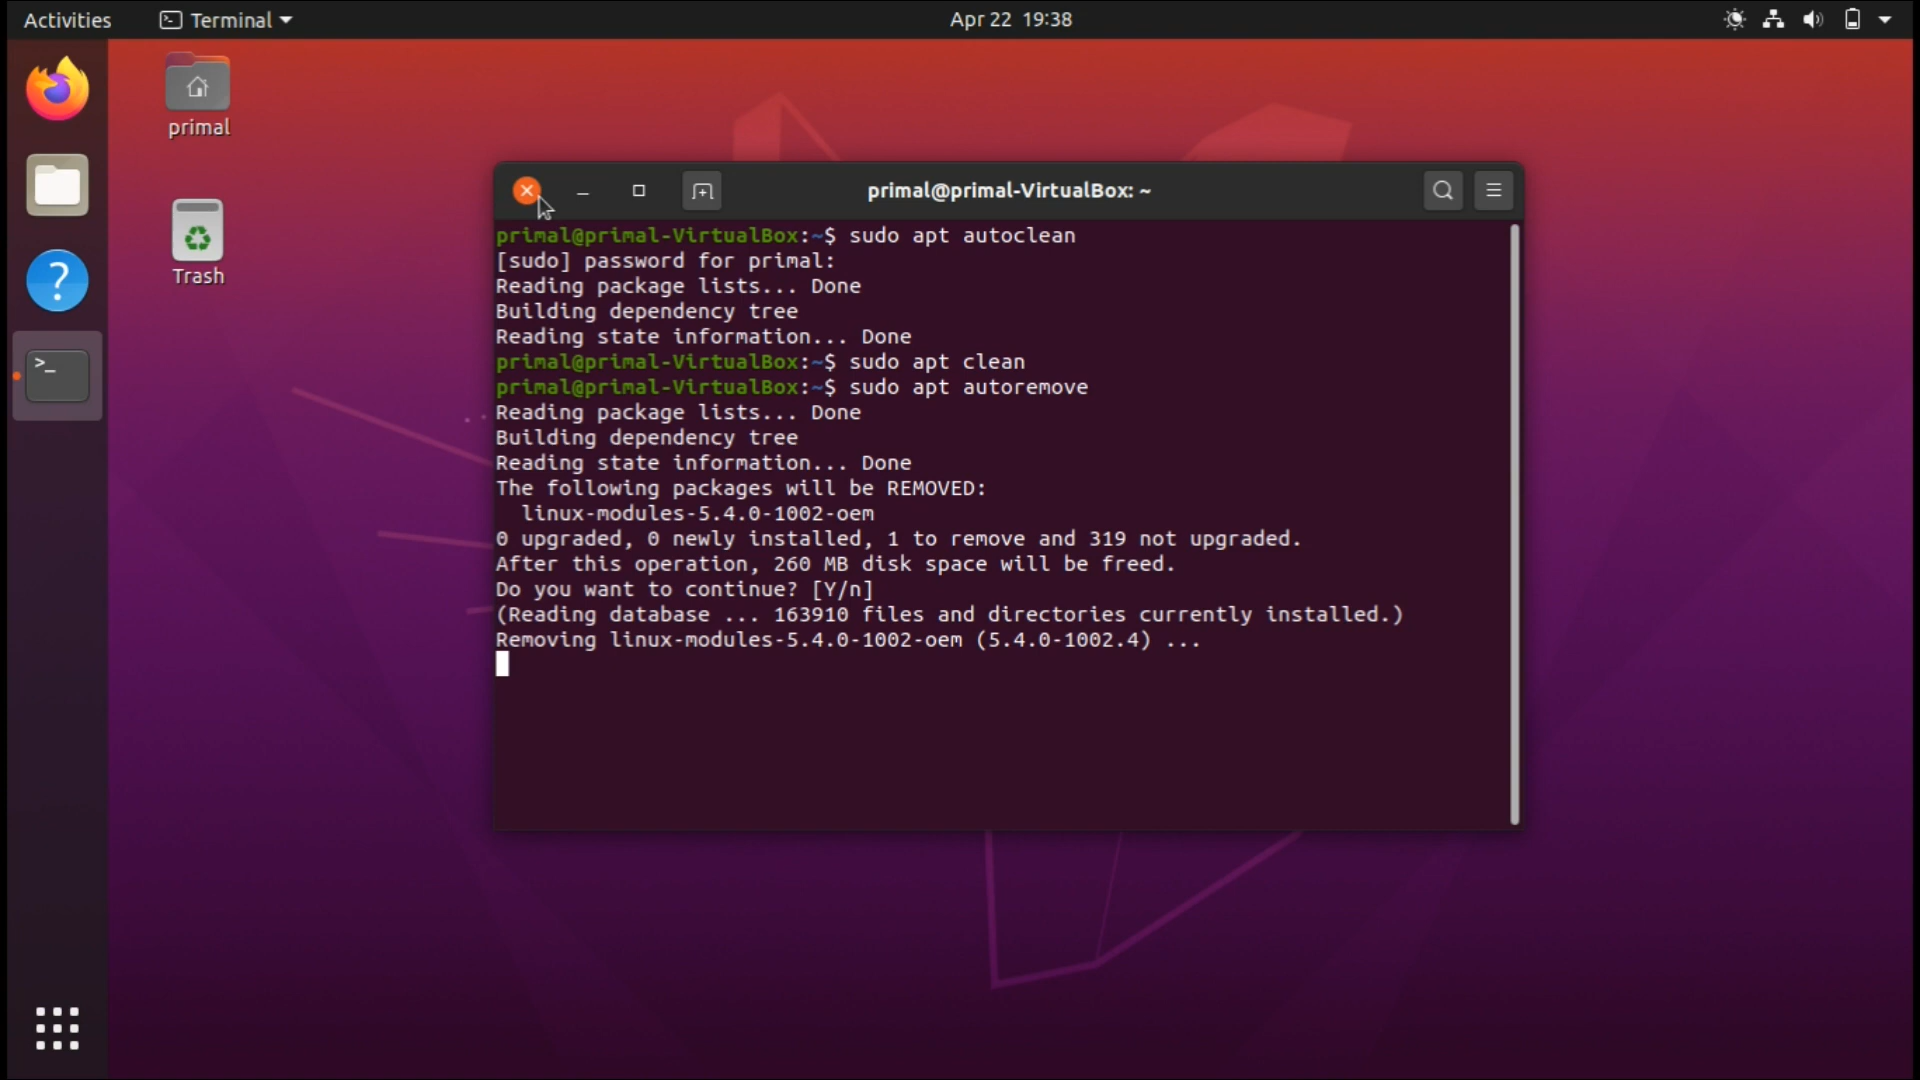 Activities
Terminal
Apr 22 19:38
primal
Trash
primal@primal-VirtualBox: ~
primal@primal-VirtualBox:~$ sudo apt autoclean
[sudo] password for primal:
Reading package lists... Done
Building dependency tree
Reading state information... Done
primal@primal-VirtualBox:~$ sudo apt clean
primal@primal-VirtualBox:~$ sudo apt autoremove
Reading package lists... Done
Building dependency tree
Reading state information... Done
The following packages will be REMOVED:
linux-modules-5.4.0-1002-oem
0 upgraded, 0 newly installed, 1 to remove and 319 not upgraded.
After this operation, 260 MB disk space will be freed.
Do you want to continue? [Y/n]
(Reading database ... 163910 files and directories currently installed.)
Removing linux-modules-5.4.0-1002-oem (5.4.0-1002.4) ...